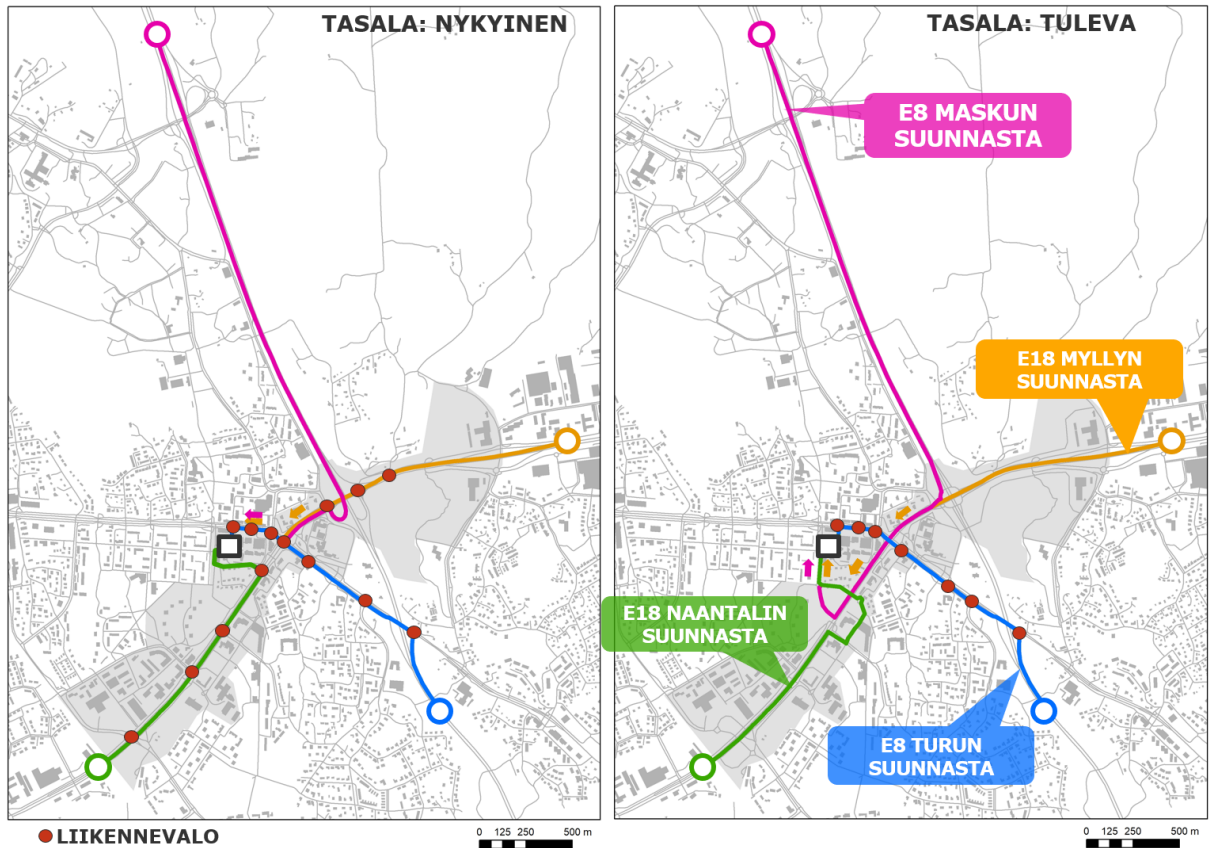 TASALA: NYKYINEN
TASALA: TULEVA
E8 MASKUN
SUUNNASTA
E18 MYLLYN
SUUNNASTA
E18 NAANTALIN
SUUNNASTA
E8 TURUN
SUUNNASTA
LIIKENNEVALO
0 125 250 500 m
0 125 250 500 m